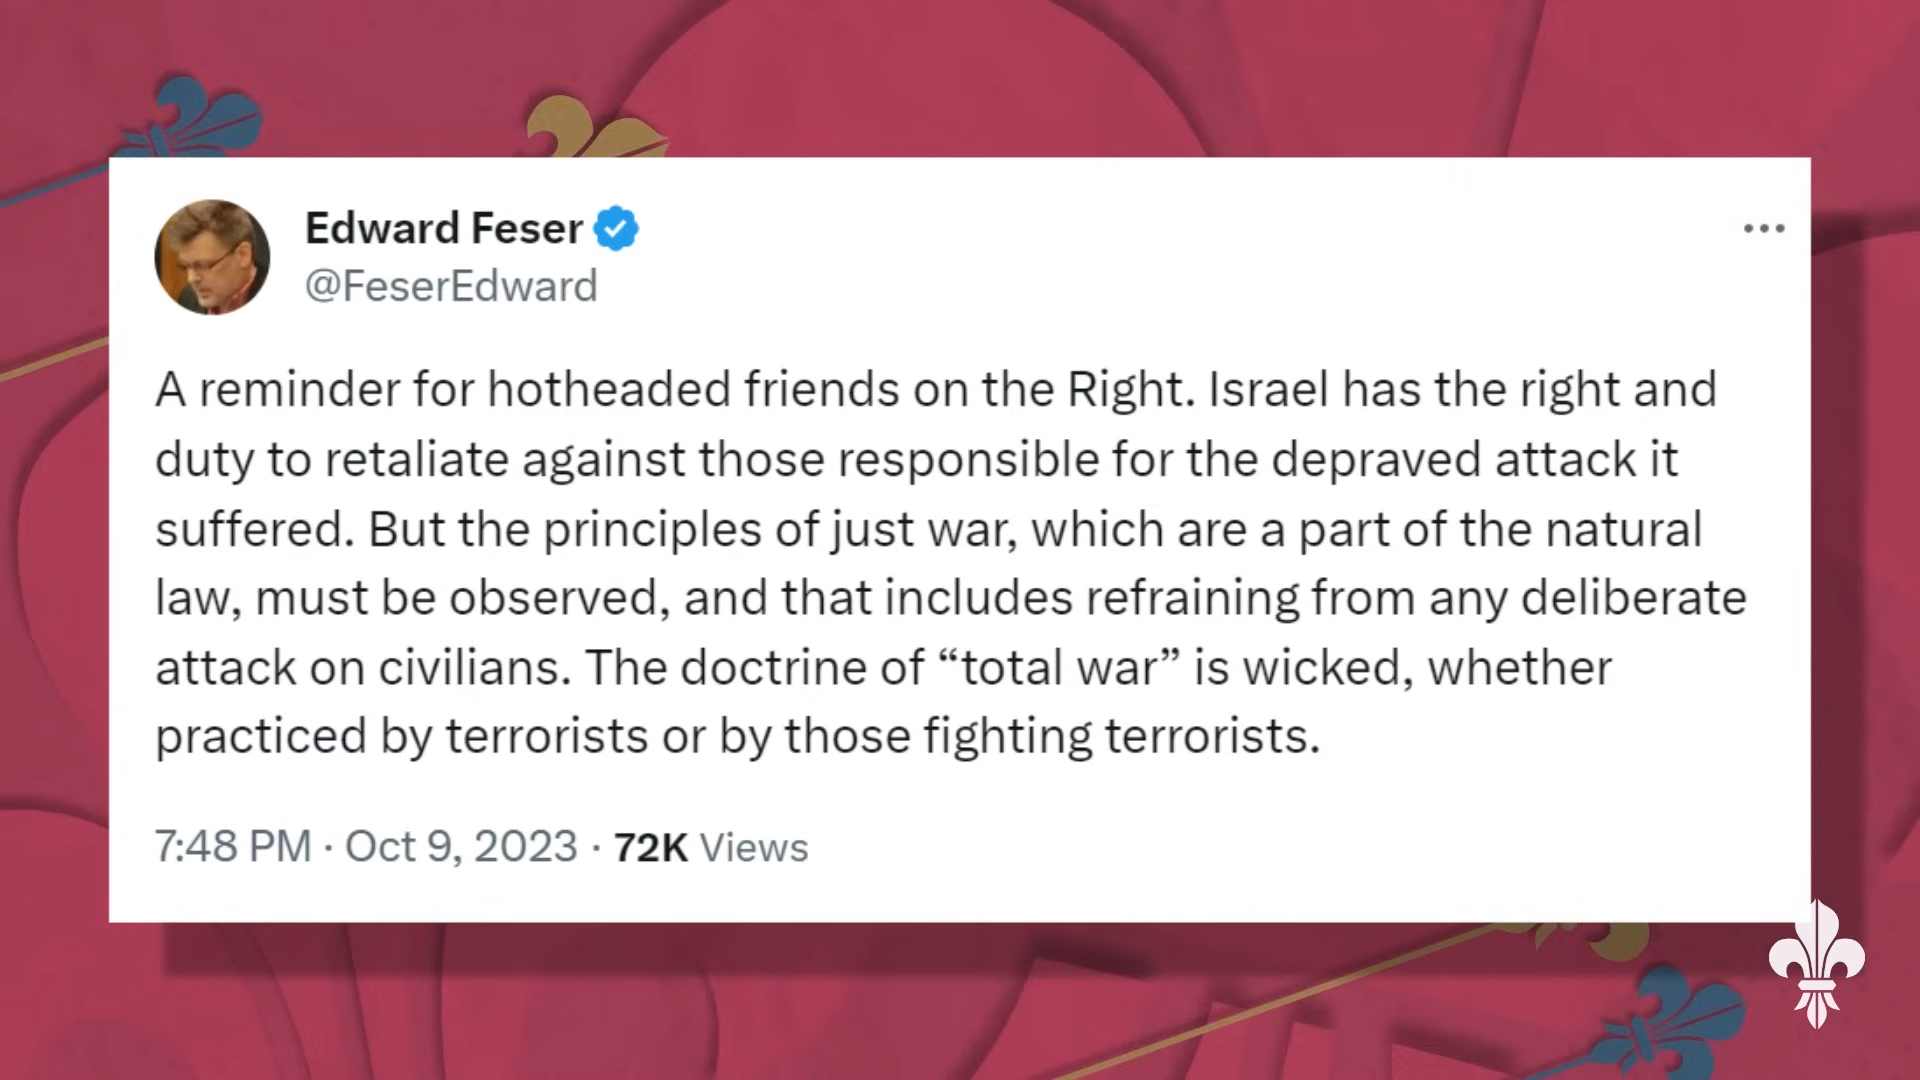 Edward Feser
@FeserEdward
A reminder for hotheaded friends on the Right. Israel has the right and
duty to retaliate against those responsible for the depraved attack it
suffered. But the principles of just war, which are a part of the natural
law, must be observed, and that includes refraining from any deliberate
attack on civilians. The doctrine of “total war” is wicked, whether
practiced by terrorists or by those fighting terrorists.
7:48 PM · Oct 9, 2023 · 72K Views